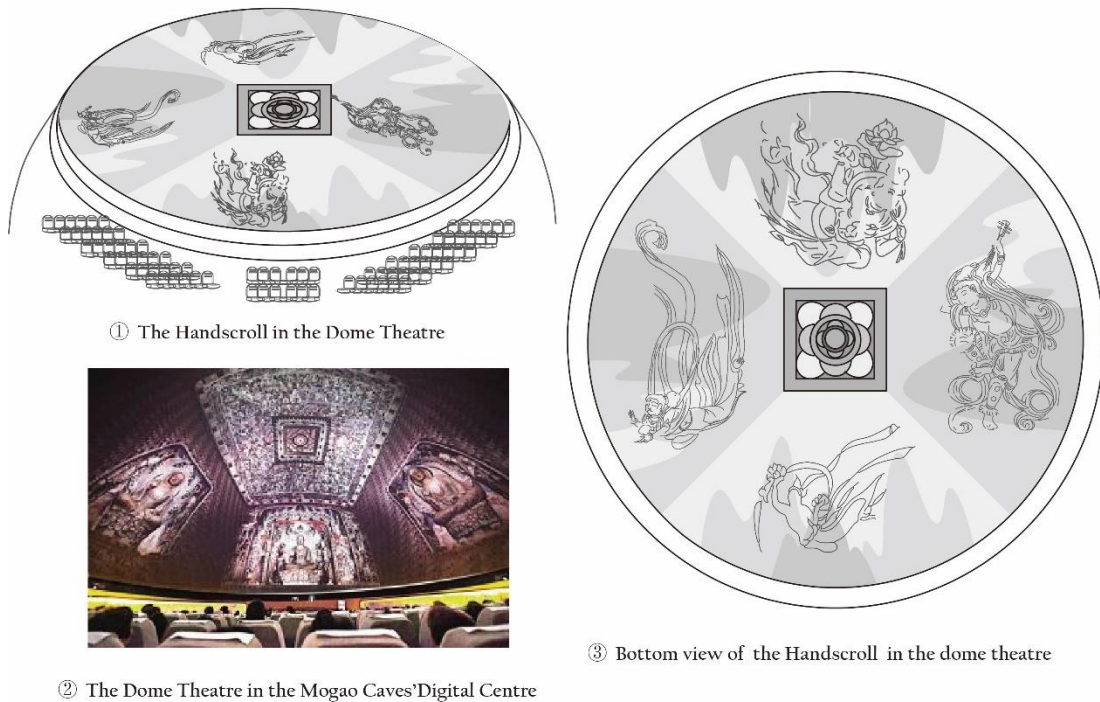 ① The Handscroll in the Dome Theatre
② The Dome Theatre in the Mogao Caves'Digital Centre
③ Bottom view of the Handscroll in the dome theatre